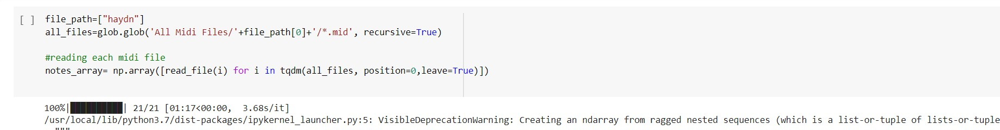 [ ] file_path=["haydn"]
all_files=glob.glob('All Midi Files/'+file_path[0]+'/*.mid', recursive=True)
#reading each midi file
notes_array= np.array([read_file(i) for i in tqdm(all_files, position=0,leave=True)])
100%|██████████| 21/21 [01:17<00:00,  3.68s/it]
/usr/local/lib/python3.7/dist-packages/ipykernel_launcher.py:5: VisibleDeprecationWarning: Creating an ndarray from ragged nested sequences (which is a list-or-tuple of lists-or-tuple
"""